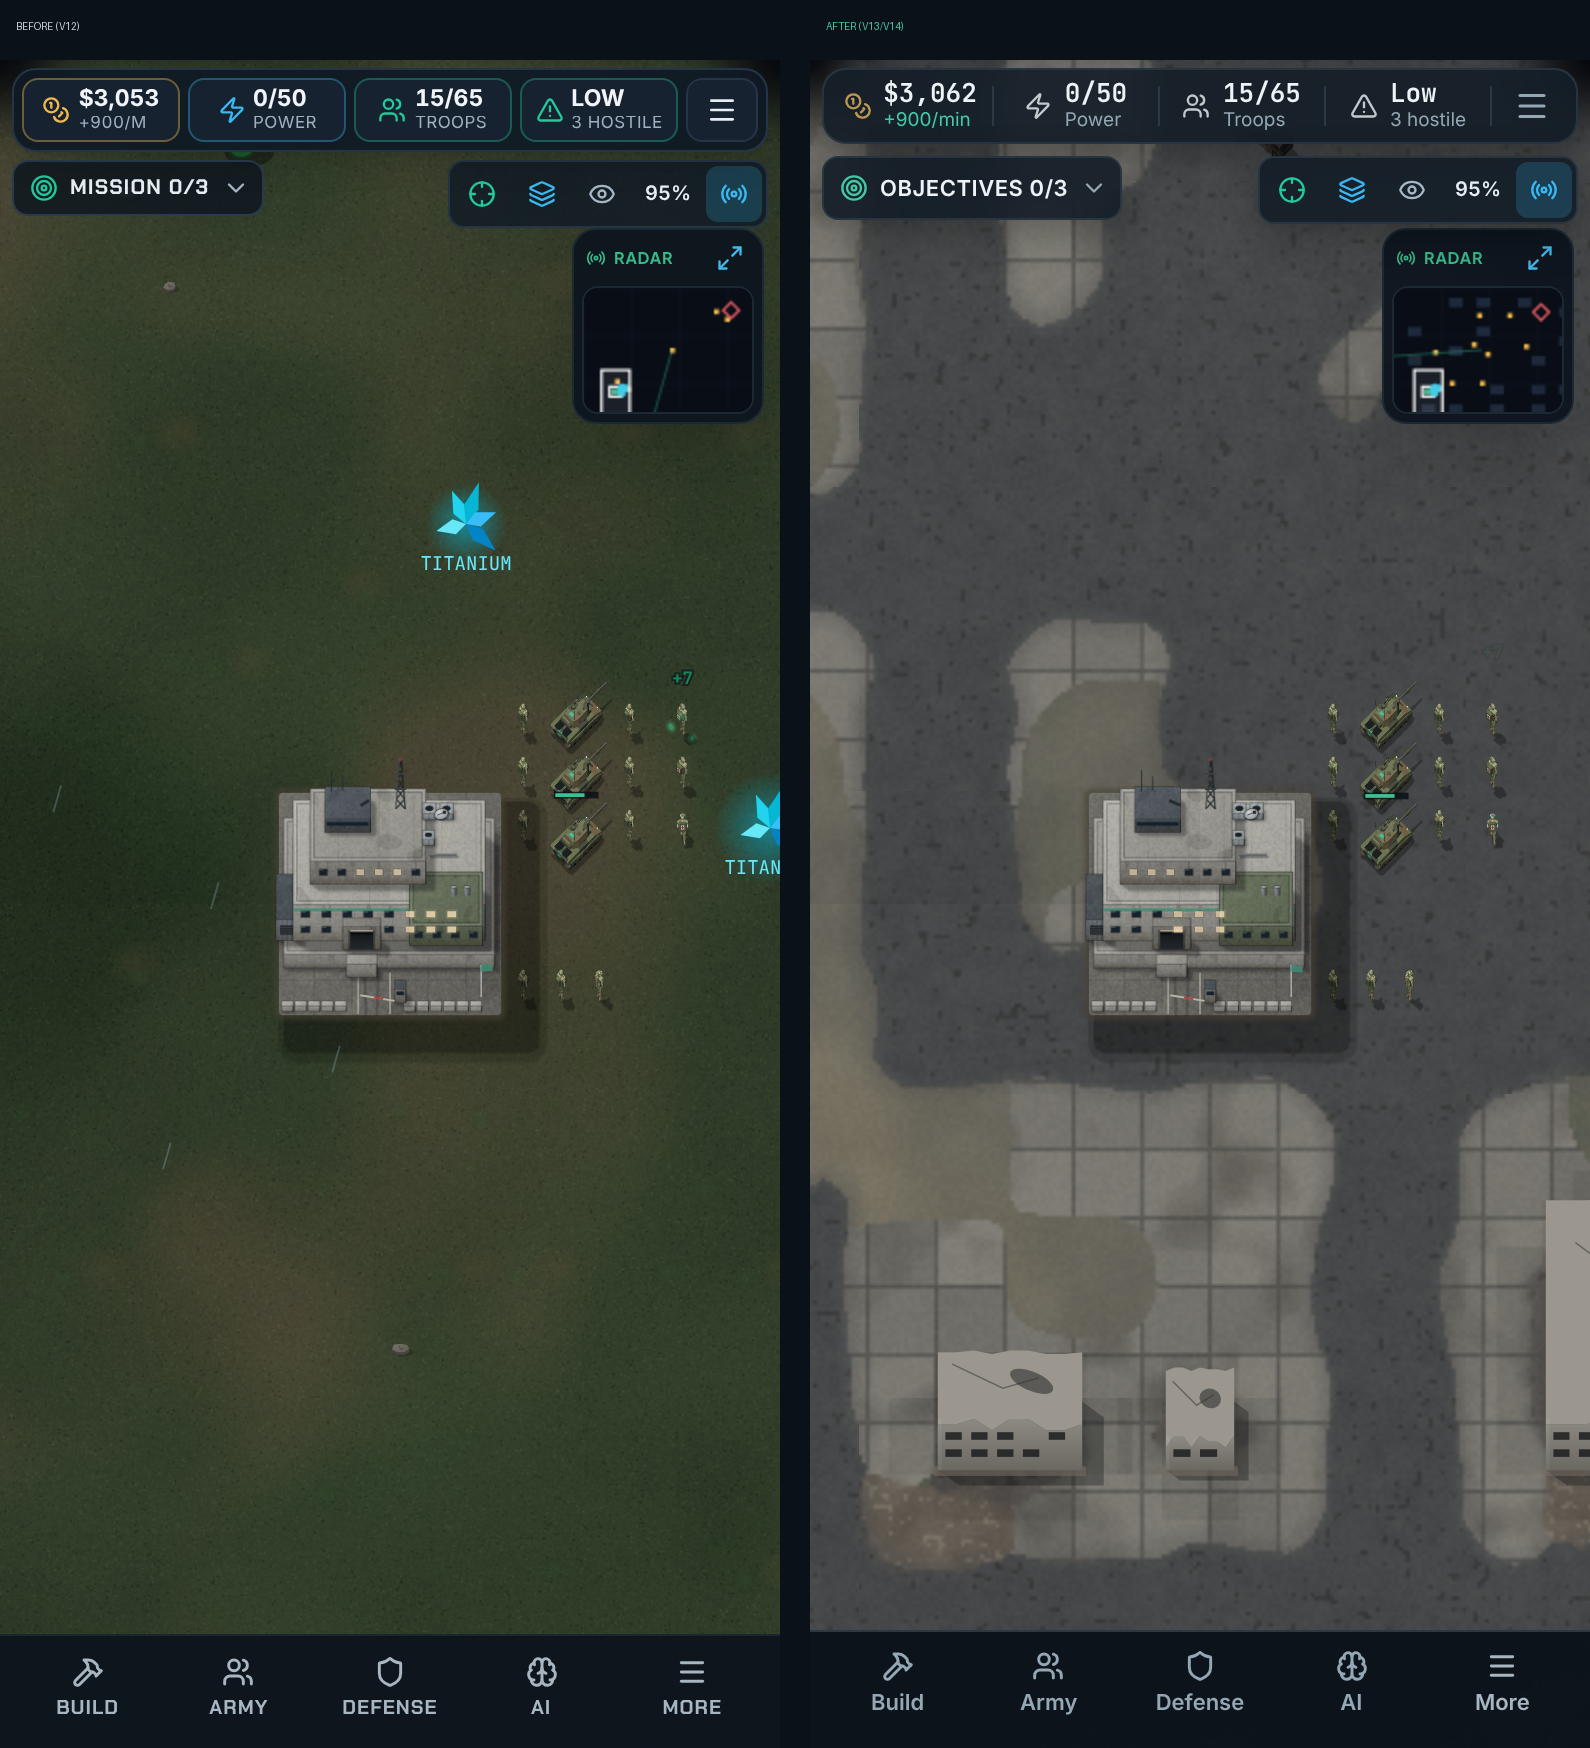 BEFORE (V12)
$3,053
+900/M
0/50
POWER
15/65
TROOPS
LOW
3 HOSTILE
MISSION 0/3
95%
RADAR
TITANIUM
+7
TITAN
BUILD
ARMY
DEFENSE
AI
MORE
AFTER (V13/V14)
$3,062
+900/min
0/50
Power
15/65
Troops
Low
3 hostile
OBJECTIVES 0/3
95%
RADAR
Build
Army
Defense
AI
More